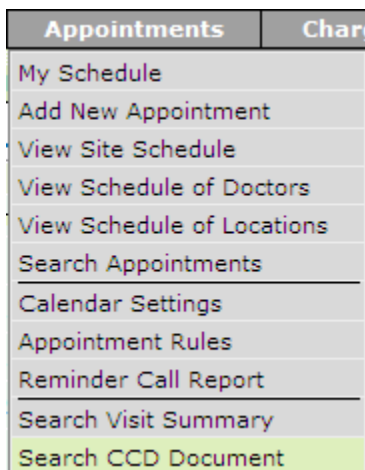 Appointments
My Schedule
Add New Appointment
View Site Schedule
View Schedule of Doctors
View Schedule of Locations
Search Appointments
Calendar Settings
Appointment Rules
Reminder Call Report
Search Visit Summary
Search CCD Document